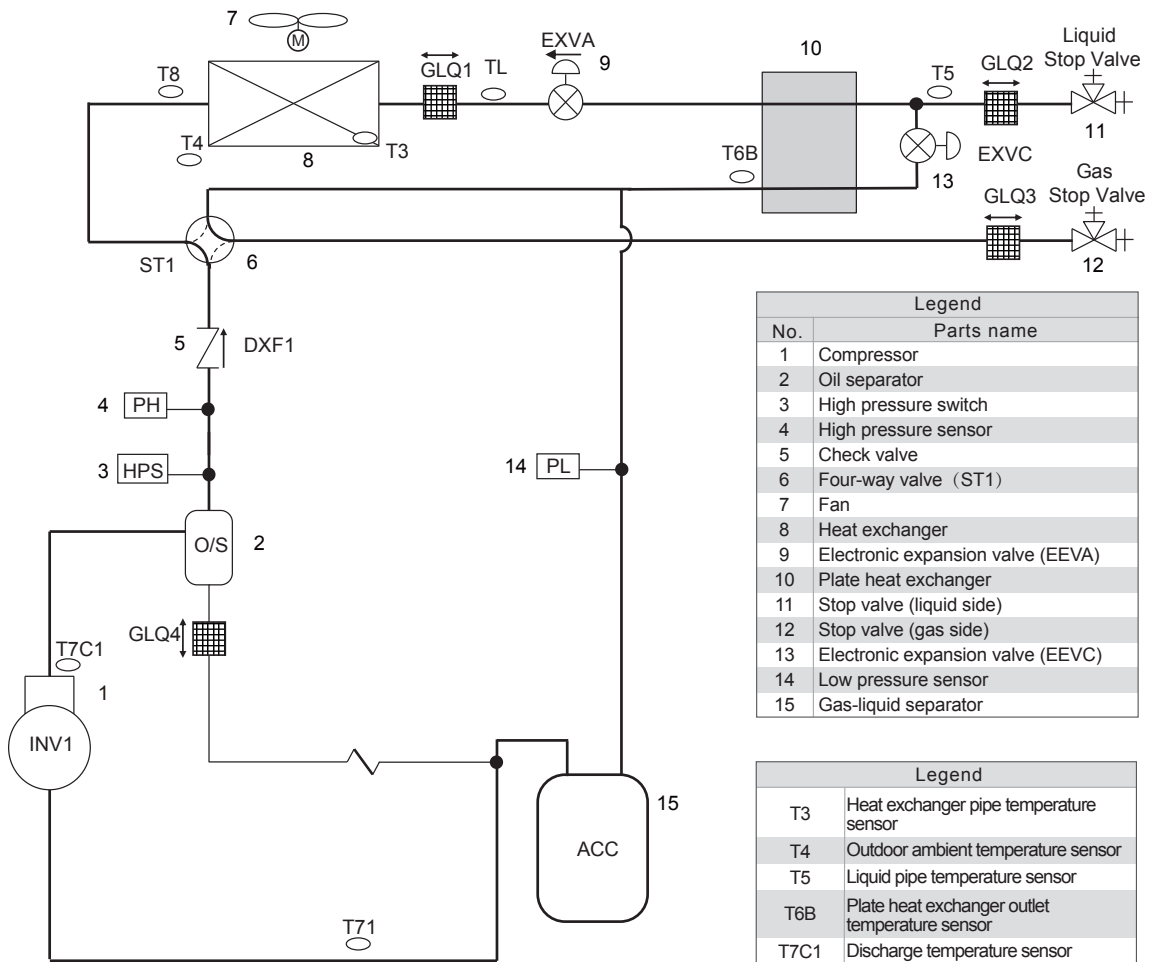 7
M
T8
GLQ1
TL
EXVA
9
10
T5
GLQ2
Liquid
Stop Valve
T4
8
T3
T6B
13
EXVC
11
Gas
Stop Valve
GLQ3
ST1
6
12
5
DXF1
4
PH
3
HPS
14
PL
O/S
2
GLQ4
T7C1
1
INV1
15
ACC
T71
Legend
No. Parts name
1 Compressor
2 Oil separator
3 High pressure switch
4 High pressure sensor
5 Check valve
6 Four-way valve（ST1）
7 Fan
8 Heat exchanger
9 Electronic expansion valve (EEVA)
10 Plate heat exchanger
11 Stop valve (liquid side)
12 Stop valve (gas side)
13 Electronic expansion valve (EEVC)
14 Low pressure sensor
15 Gas-liquid separator
Legend
T3 Heat exchanger pipe temperature
sensor
T4 Outdoor ambient temperature sensor
T5 Liquid pipe temperature sensor
T6B Plate heat exchanger outlet
temperature sensor
T7C1 Discharge temperature sensor